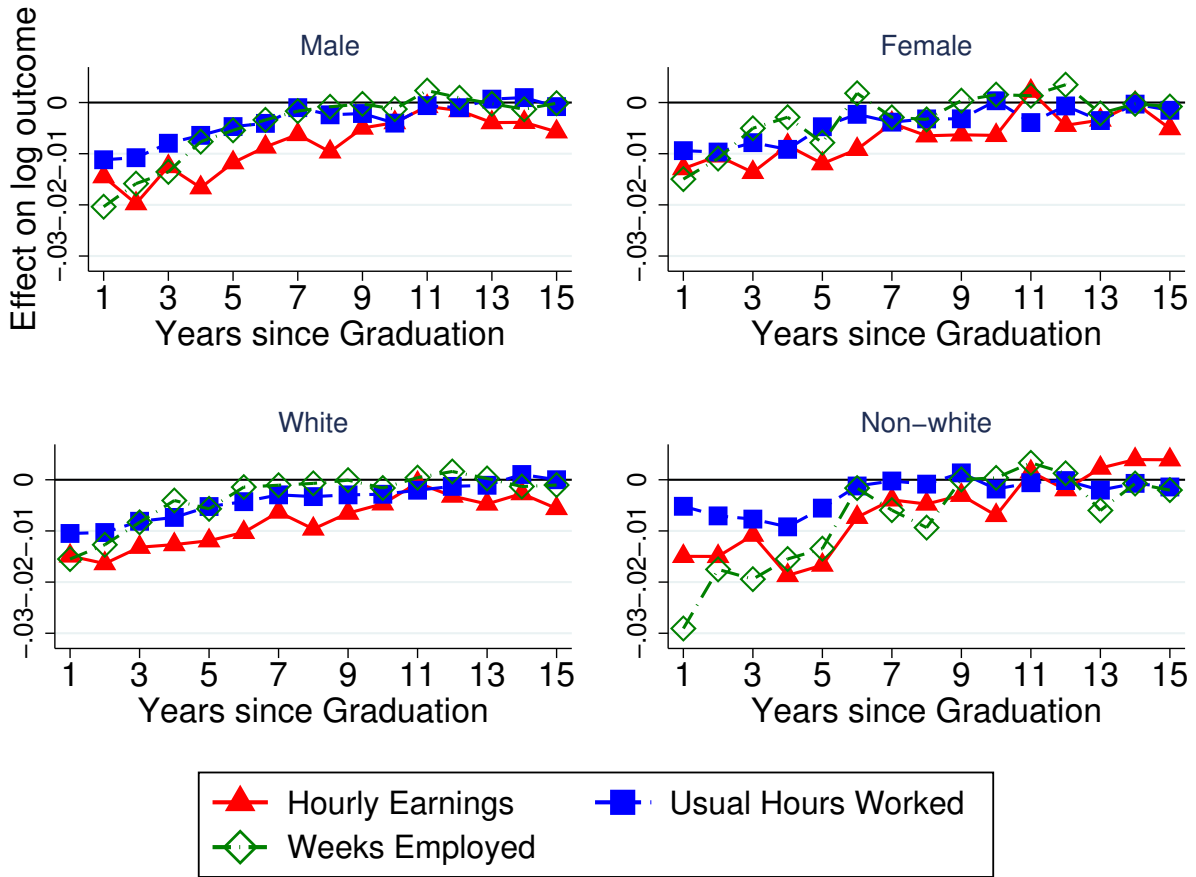 Effect on log outcome
Male
0
−.01
−.02
−.03
1 3 5 7 9 11 13 15
Years since Graduation
Female
0
−.01
−.02
−.03
1 3 5 7 9 11 13 15
Years since Graduation
White
0
−.01
−.02
−.03
1 3 5 7 9 11 13 15
Years since Graduation
Non−white
0
−.01
−.02
−.03
1 3 5 7 9 11 13 15
Years since Graduation
Hourly Earnings
Usual Hours Worked
Weeks Employed